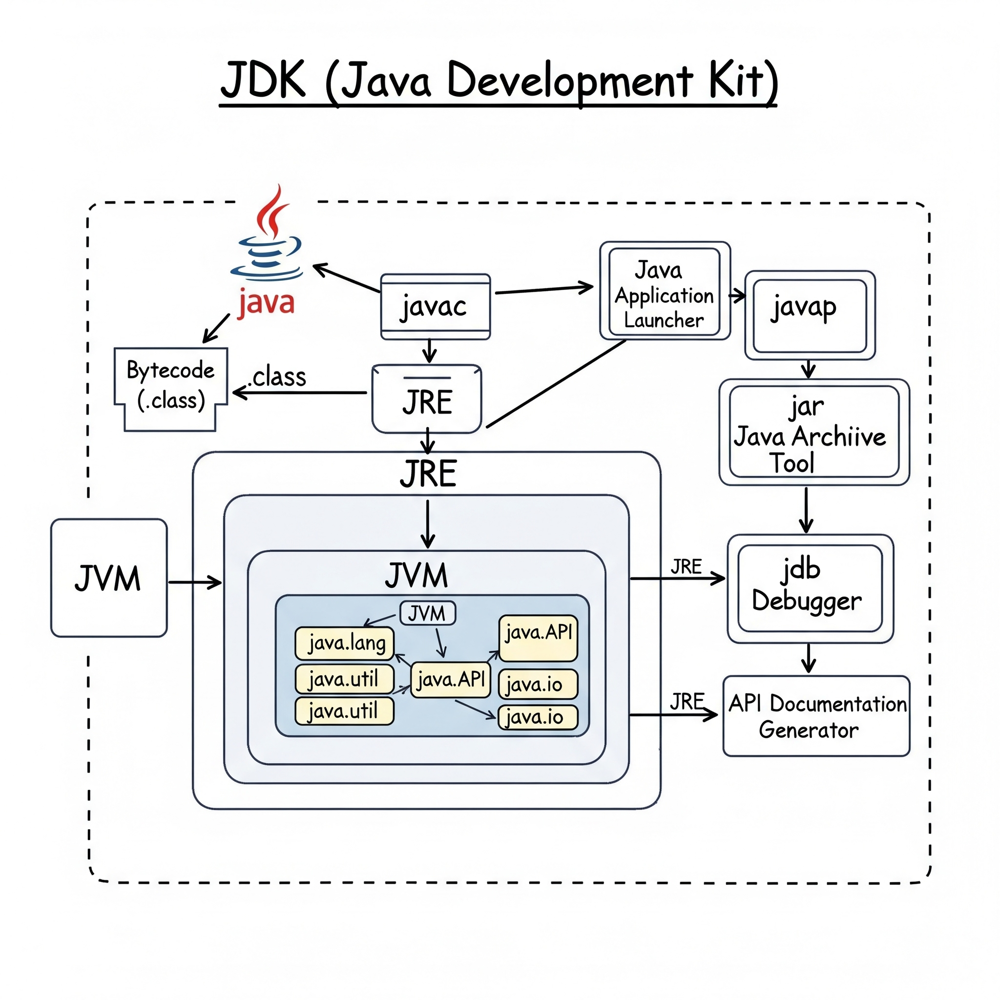 JDK (Java Development Kit)
java
javac
Java
Application
Launcher
javap
Bytecode
(.class)
.class
JRE
jar
Java Archiive
Tool
JRE
JVM
JVM
JRE
jdb
Debugger
JVM
java.lang
java.API
java.util
java.API
java.io
java.util
java.io
JRE
API Documentation
Generator